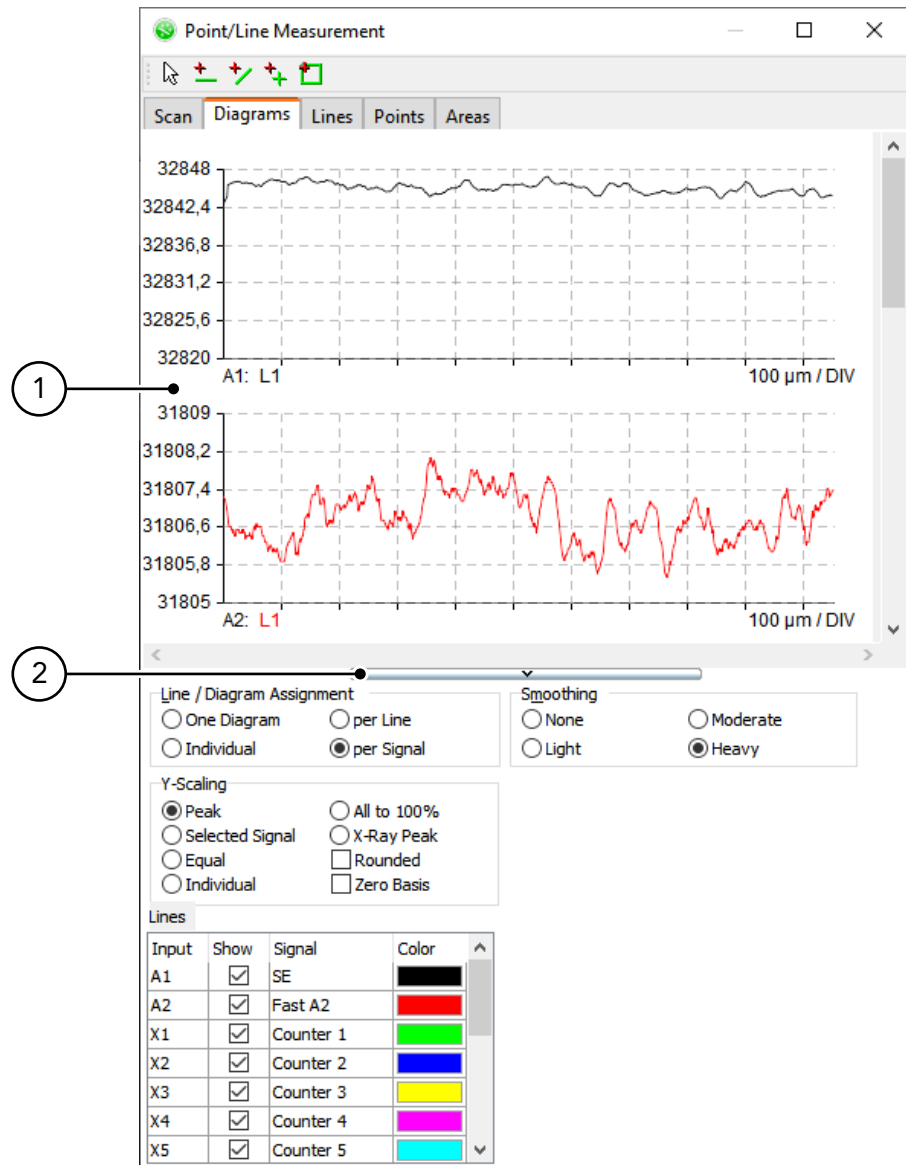 Point/Line Measurement
Scan Diagrams Lines Points Areas
32848
32842,4
32836,8
32831,2
32825,6
32820
A1: L1 100 µm / DIV
1
31809
31808,2
31807,4
31806,6
31805,8
31805
A2: L1 100 µm / DIV
2
Line / Diagram Assignment Smoothing
One Diagram per Line None Moderate
Individual per Signal Light Heavy
Y-Scaling
Peak All to 100%
Selected Signal X-Ray Peak
Equal Rounded
Individual Zero Basis
Lines
Input Show Signal Color
A1 SE
A2 Fast A2
X1 Counter 1
X2 Counter 2
X3 Counter 3
X4 Counter 4
X5 Counter 5